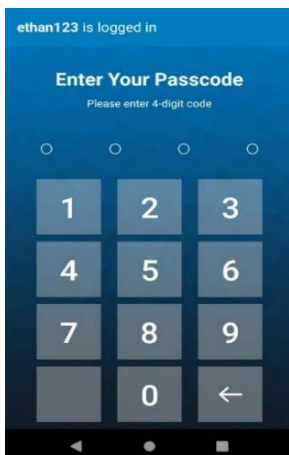 ethan123 is logged in
Enter Your Passcode
Please enter 4-digit code
1 2 3
4 5 6
7 8 9
0 ←